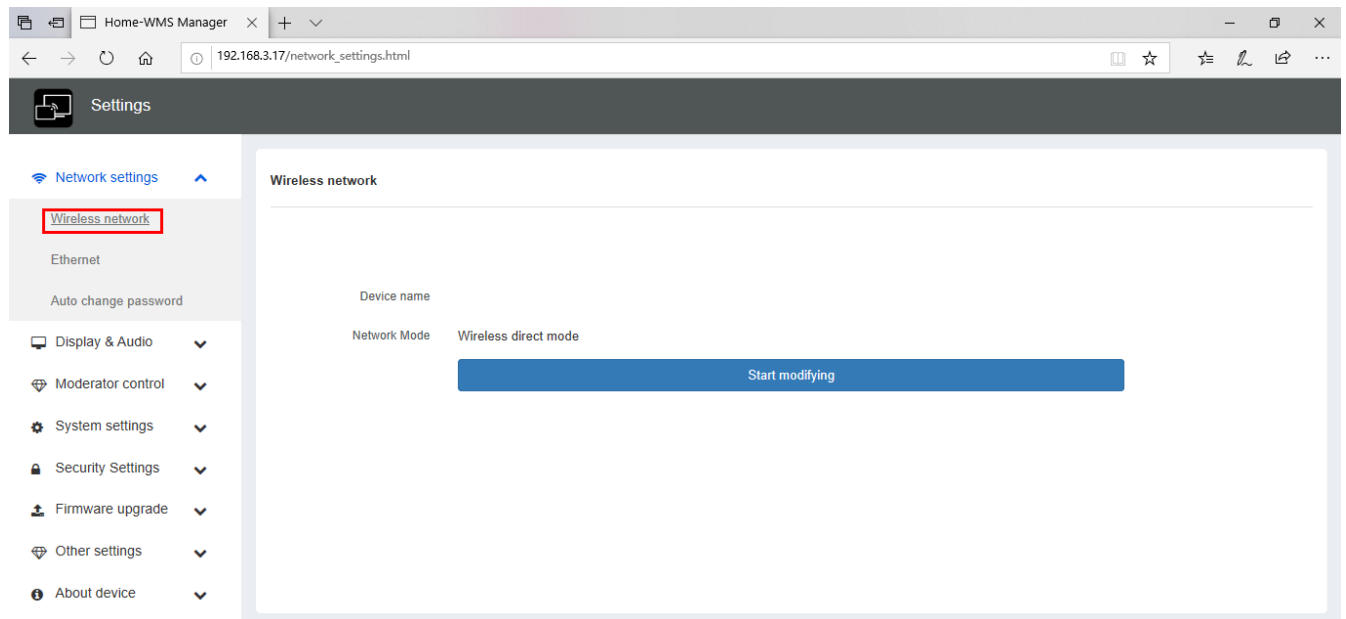 Home-WMS Manager
192.168.3.17/network_settings.html
Settings
Network settings
Wireless network
Ethernet
Auto change password
Display & Audio
Moderator control
System settings
Security Settings
Firmware upgrade
Other settings
About device
Wireless network
Device name
Network Mode Wireless direct mode
Start modifying